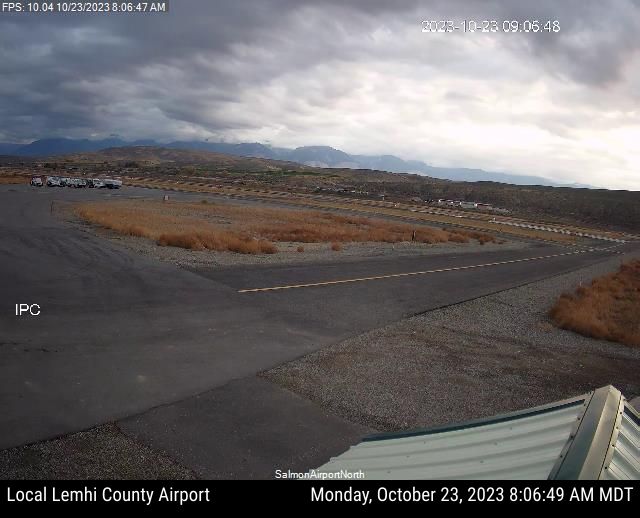 FPS: 10.04 10/23/2023 8:06:47 AM
2023-10-23 09:06:48
IPC
SalmonAirportNorth
Local Lemhi County Airport Monday, October 23, 2023 8:06:49 AM MDT